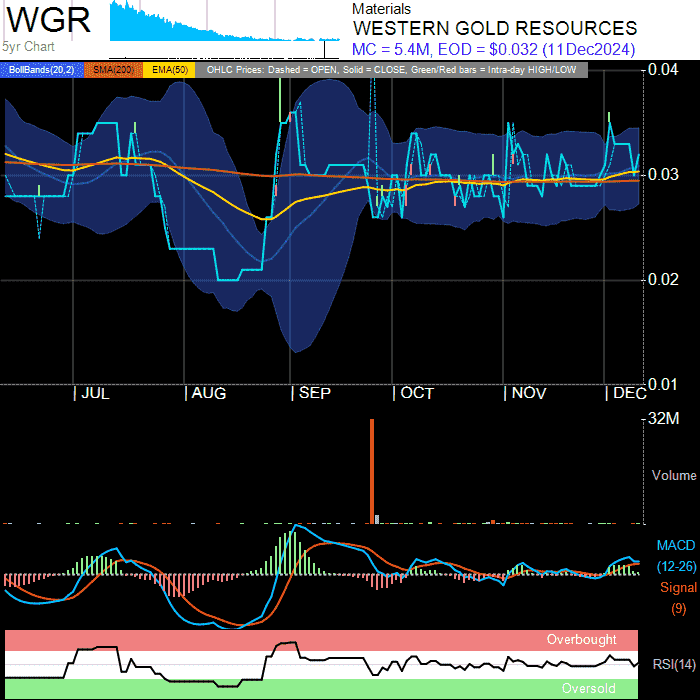 WGR
5yr Chart
Materials
WESTERN GOLD RESOURCES
MC = 5.4M, EOD = $0.032 (11Dec2024)
BollBands(20,2) SMA(200) EMA(50) OHLC Prices: Dashed = OPEN, Solid = CLOSE, Green/Red bars = Intra-day HIGH/LOW
0.04
0.03
0.02
0.01
JUL AUG SEP OCT NOV DEC
32M
Volume
MACD
(12-26)
Signal
(9)
Overbought
RSI(14)
Oversold